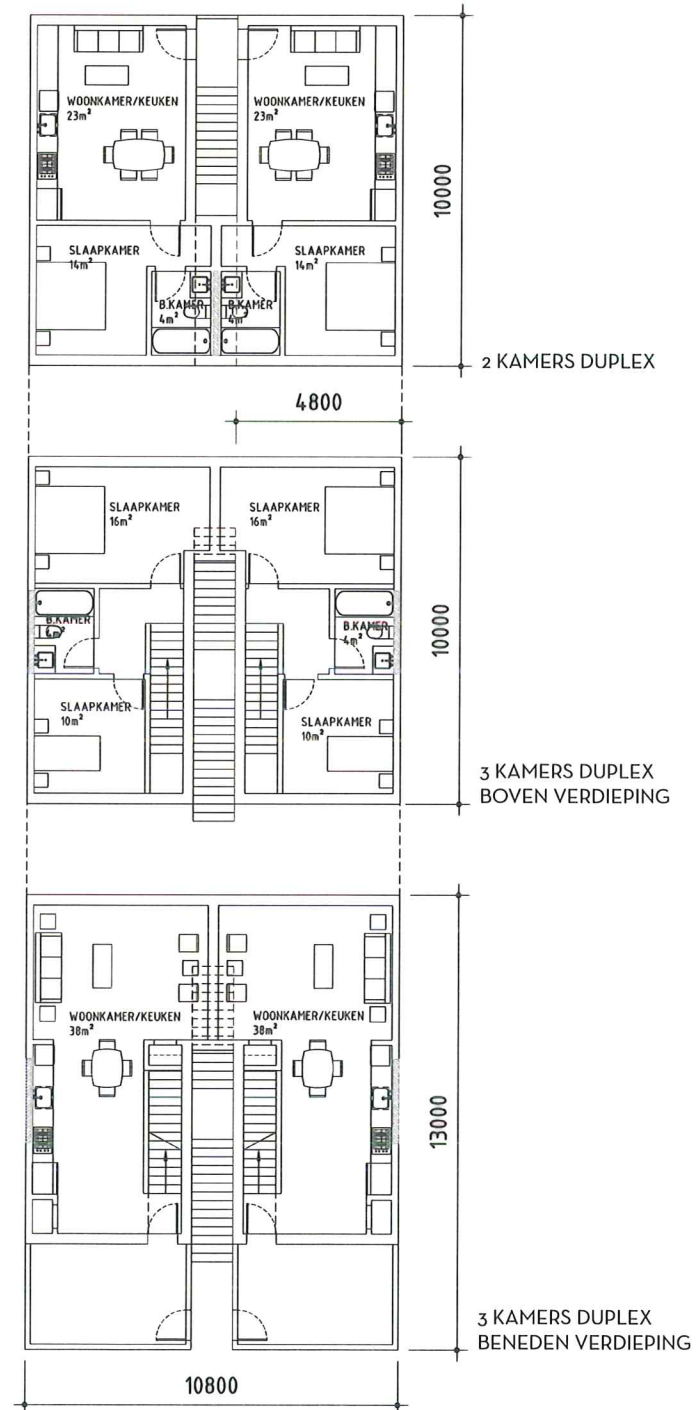 WOONKAMER/KEUKEN
23m²
WOONKAMER/KEUKEN
23m²
10000
SLAAPKAMER
14m²
SLAAPKAMER
14m²
B.KAMER
4m²
B.KAMER
4m²
2 KAMERS DUPLEX
4800
SLAAPKAMER
16m²
SLAAPKAMER
16m²
B.KAMER
4m²
B.KAMER
4m²
10000
SLAAPKAMER
10m²
SLAAPKAMER
10m²
3 KAMERS DUPLEX
BOVEN VERDIEPING
WOONKAMER/KEUKEN
38m²
WOONKAMER/KEUKEN
38m²
13000
3 KAMERS DUPLEX
BENEDEN VERDIEPING
10800